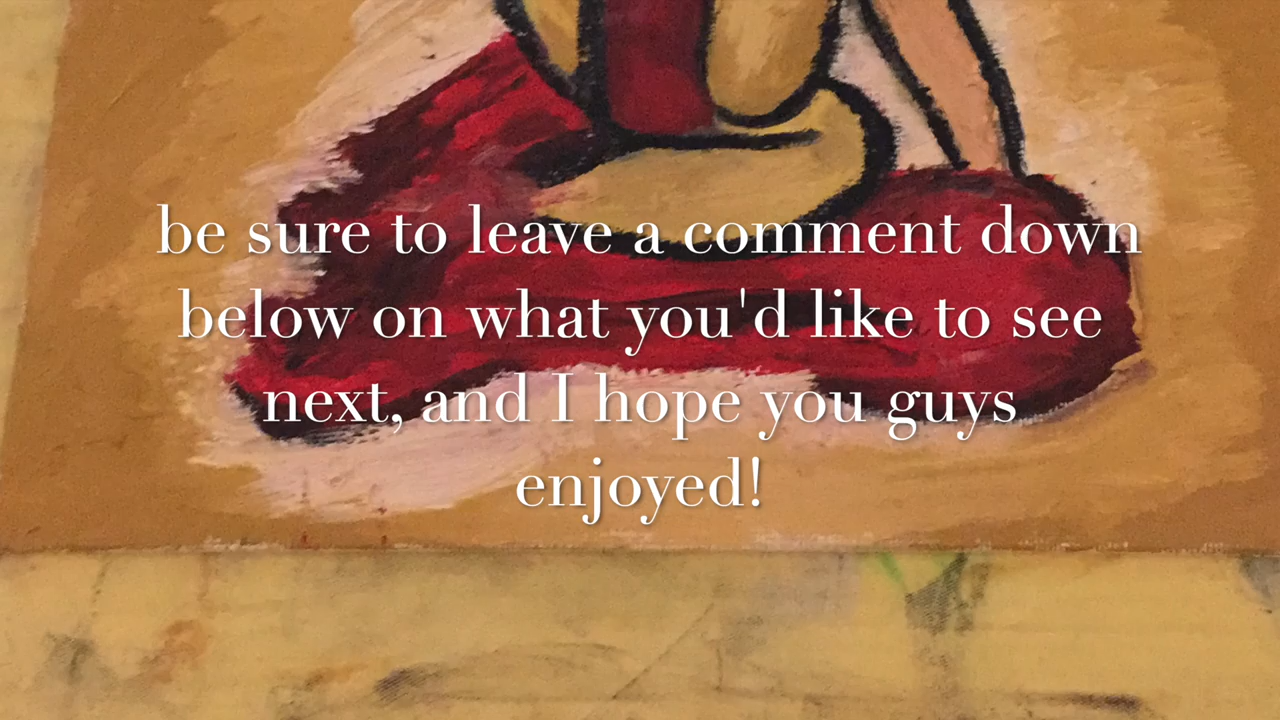 be sure to leave a comment down
below on what you'd like to see
next, and I hope you guys
enjoyed!